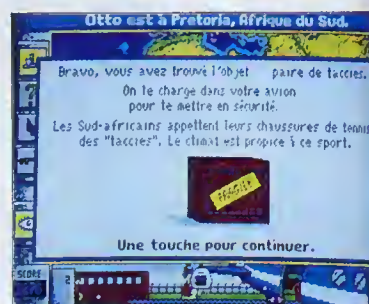 Otto est à Pretoria, Afrique du Sud.
Bravo, vous avez trouvé l'objet paire de taccies.
On le charge dans votre avion
pour le mettre en sécurité.
Les Sud-africains appellent leurs chaussures de tennis
des "taccies". Le climat est propice à ce sport.
FRAGILE
Une touche pour continuer.
SCORE
2